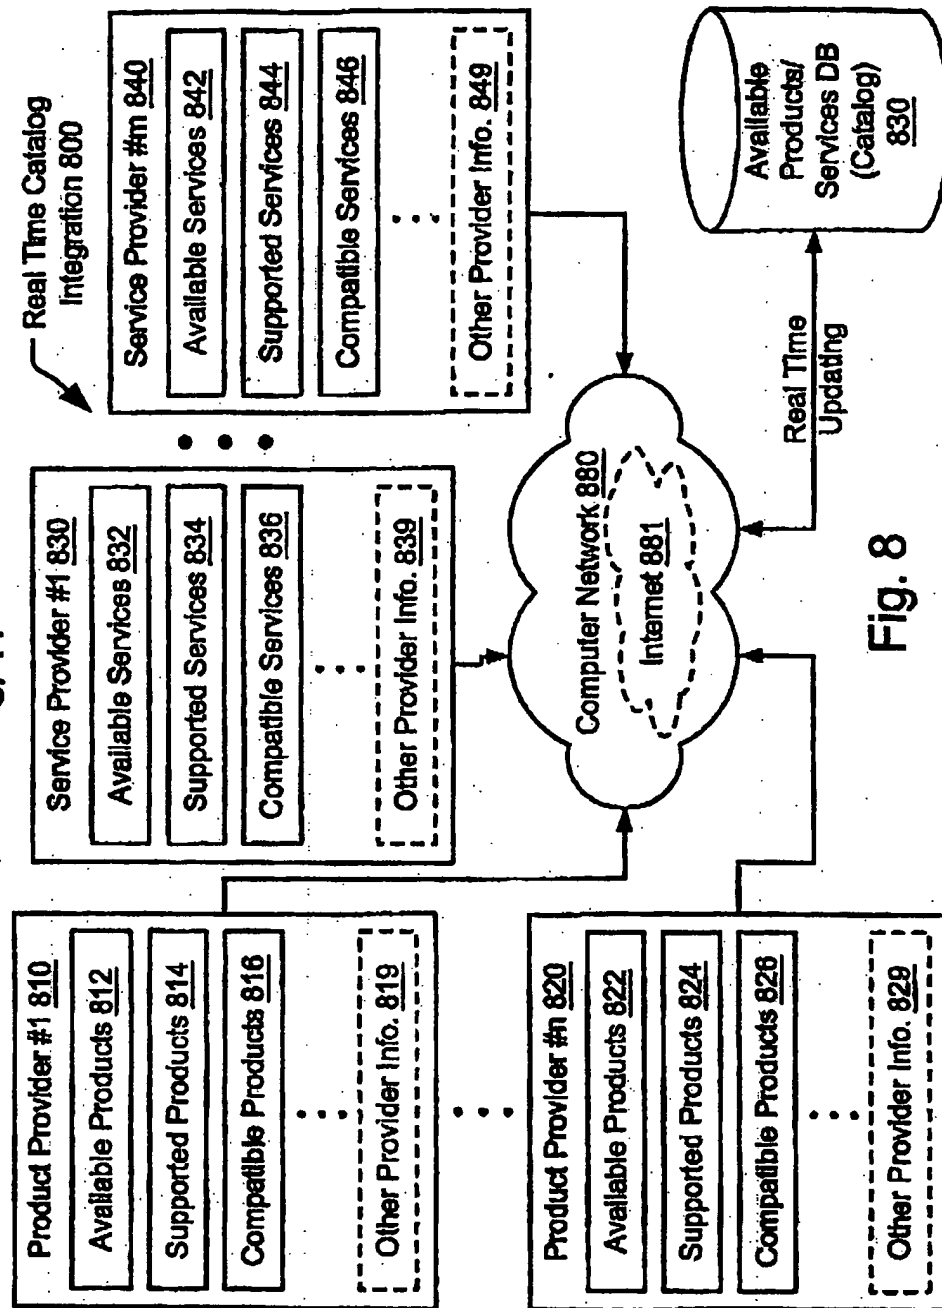 Real Time Catalog
Integration 800
Product Provider #1 810
Available Products 812
Supported Products 814
Compatible Products 816
Other Provider Info. 819
Service Provider #1 830
Available Services 832
Supported Services 834
Compatible Services 836
Other Provider Info. 839
Service Provider #m 840
Available Services 842
Supported Services 844
Compatible Services 846
Other Provider Info. 849
Product Provider #n 820
Available Products 822
Supported Products 824
Compatible Products 826
Other Provider Info. 829
Computer Network 880
Internet 881
Real Time
Updating
Available
Products/
Services DB
(Catalog)
830
Fig. 8